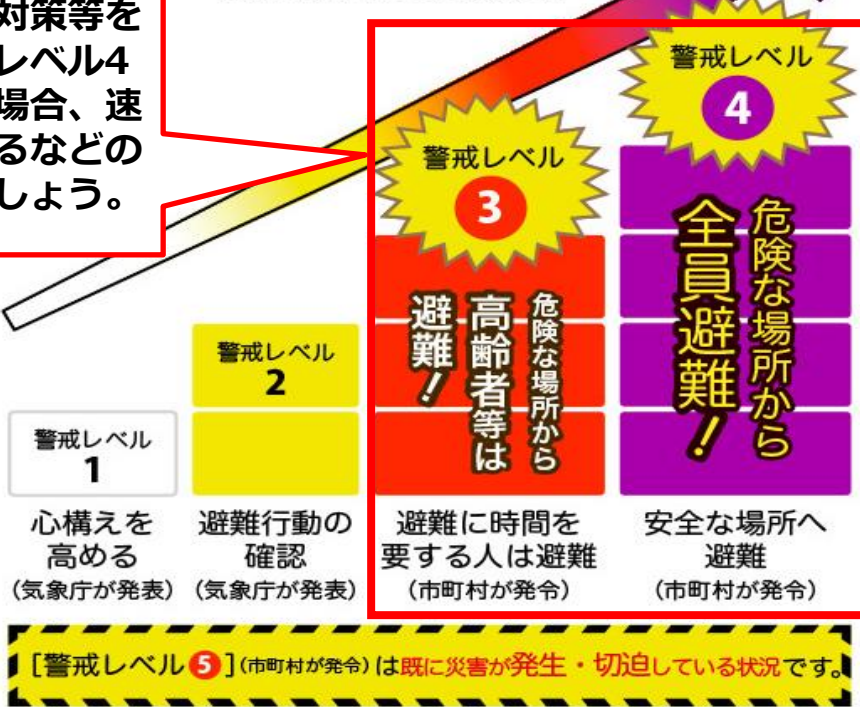 対策等を
レベル4
場合、速
るなどの
しょう。
警戒レベル
4
危険な場所から
全員避難！
警戒レベル
3
危険な場所から
高齢者等は
避難！
警戒レベル
2
警戒レベル
1
心構えを
高める
(気象庁が発表)
避難行動の
確認
(気象庁が発表)
避難に時間を
要する人は避難
(市町村が発令)
安全な場所へ
避難
(市町村が発令)
[警戒レベル5](市町村が発令)は既に災害が発生・切迫している状況です。